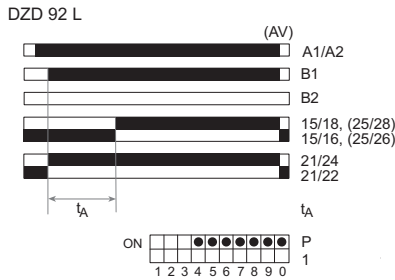 DZD 92 L
(AV)
A1/A2
B1
B2
15/18, (25/28)
15/16, (25/26)
21/24
21/22
tA tA
ON P
1
1 2 3 4 5 6 7 8 9 0